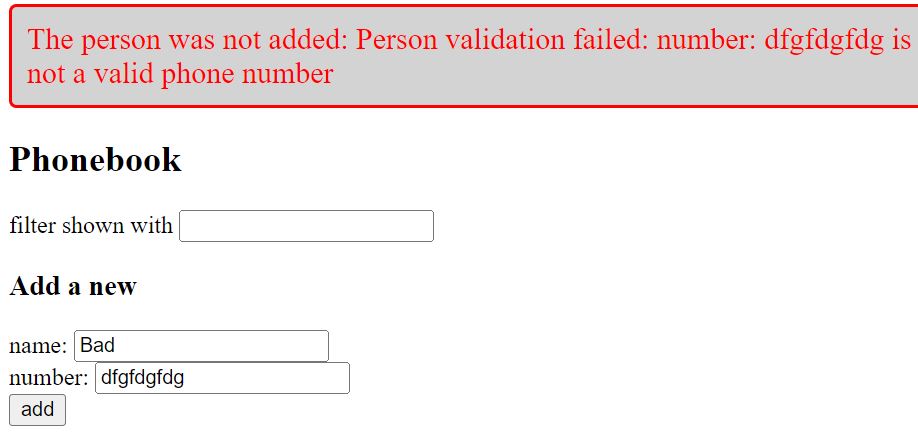 The person was not added: Person validation failed: number: dfgfdgfdg is
not a valid phone number
Phonebook
filter shown with
Add a new
name: Bad
number: dfgfdgfdg
add